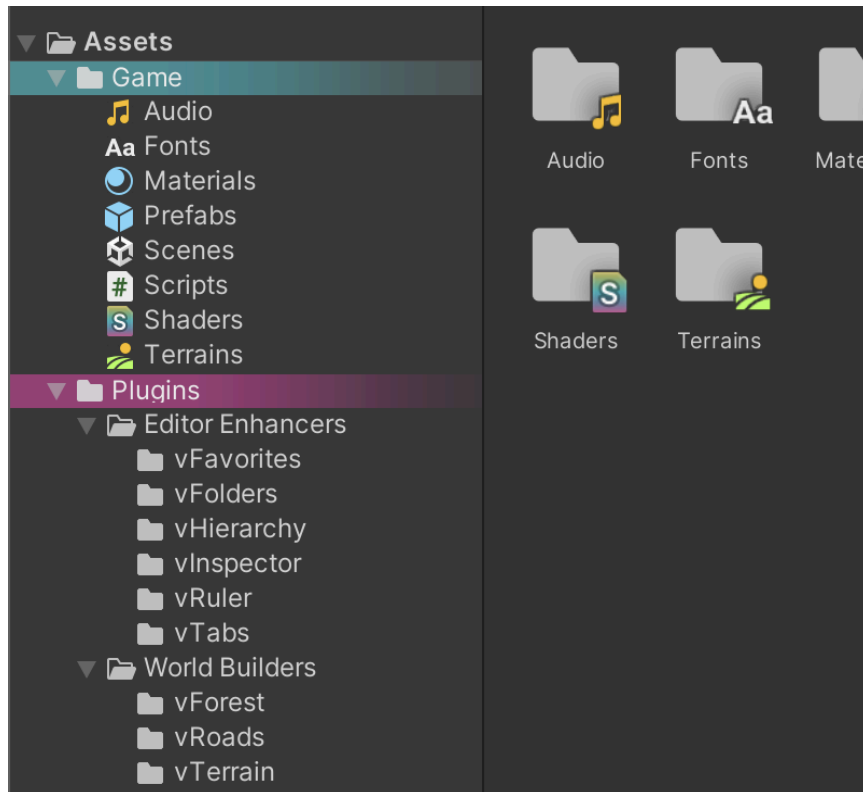 Assets
Game
Audio
Aa Fonts
Materials
Prefabs
Scenes
# Scripts
S Shaders
Terrains
Plugins
Editor Enhancers
vFavorites
vFolders
vHierarchy
vInspector
vRuler
vTabs
World Builders
vForest
vRoads
vTerrain
Aa
Audio
Fonts
Mate
S
Shaders
Terrains